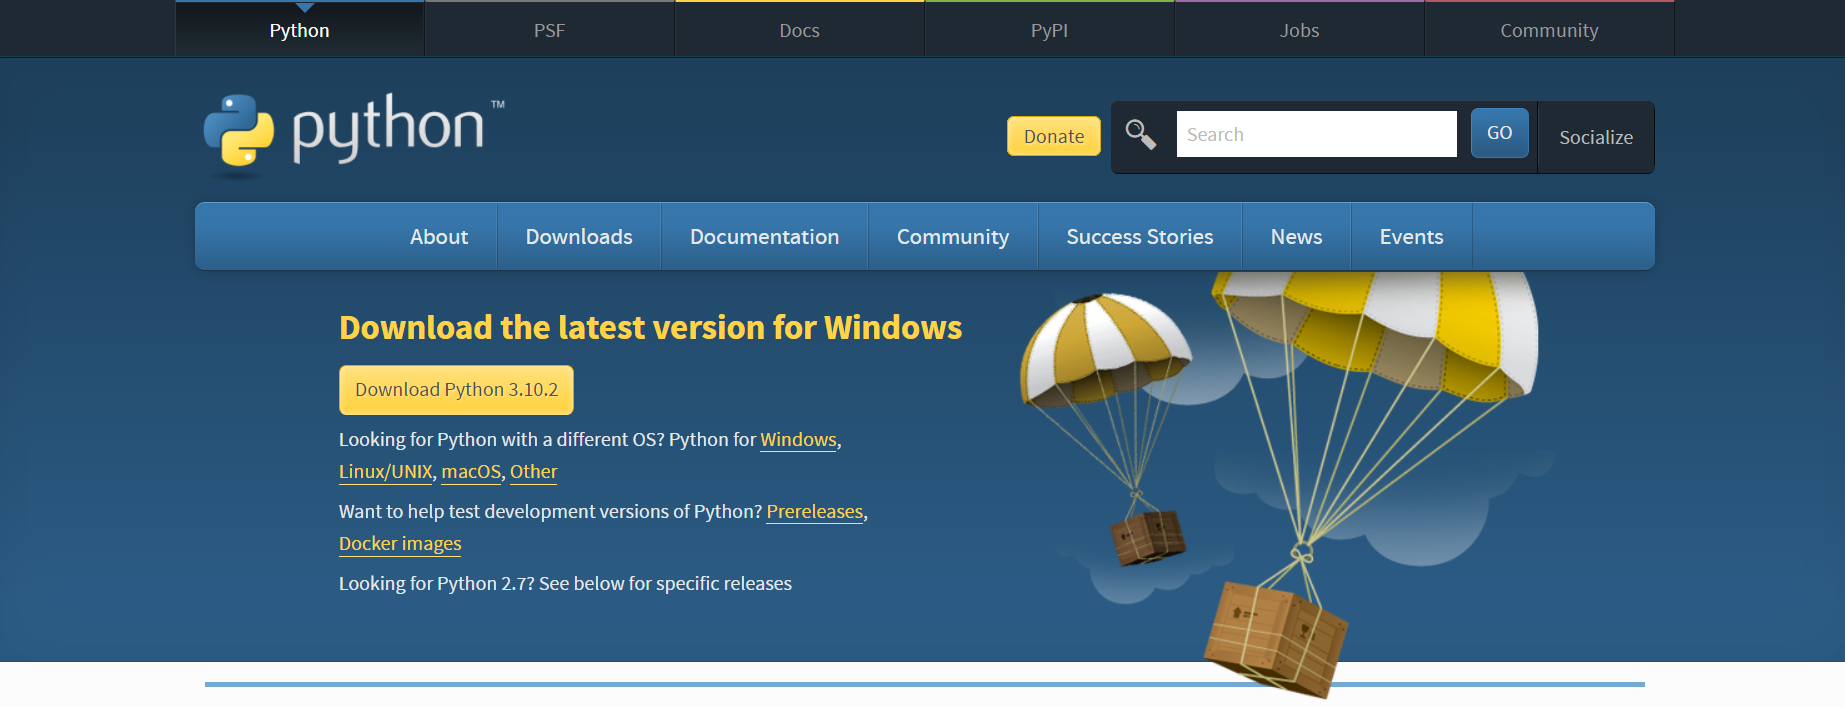 Python PSF Docs PyPI Jobs Community
python™
Donate Search GO Socialize
About Downloads Documentation Community Success Stories News Events
Download the latest version for Windows
Download Python 3.10.2
Looking for Python with a different OS? Python for Windows,
Linux/UNIX, macOS, Other
Want to help test development versions of Python? Prereleases,
Docker images
Looking for Python 2.7? See below for specific releases